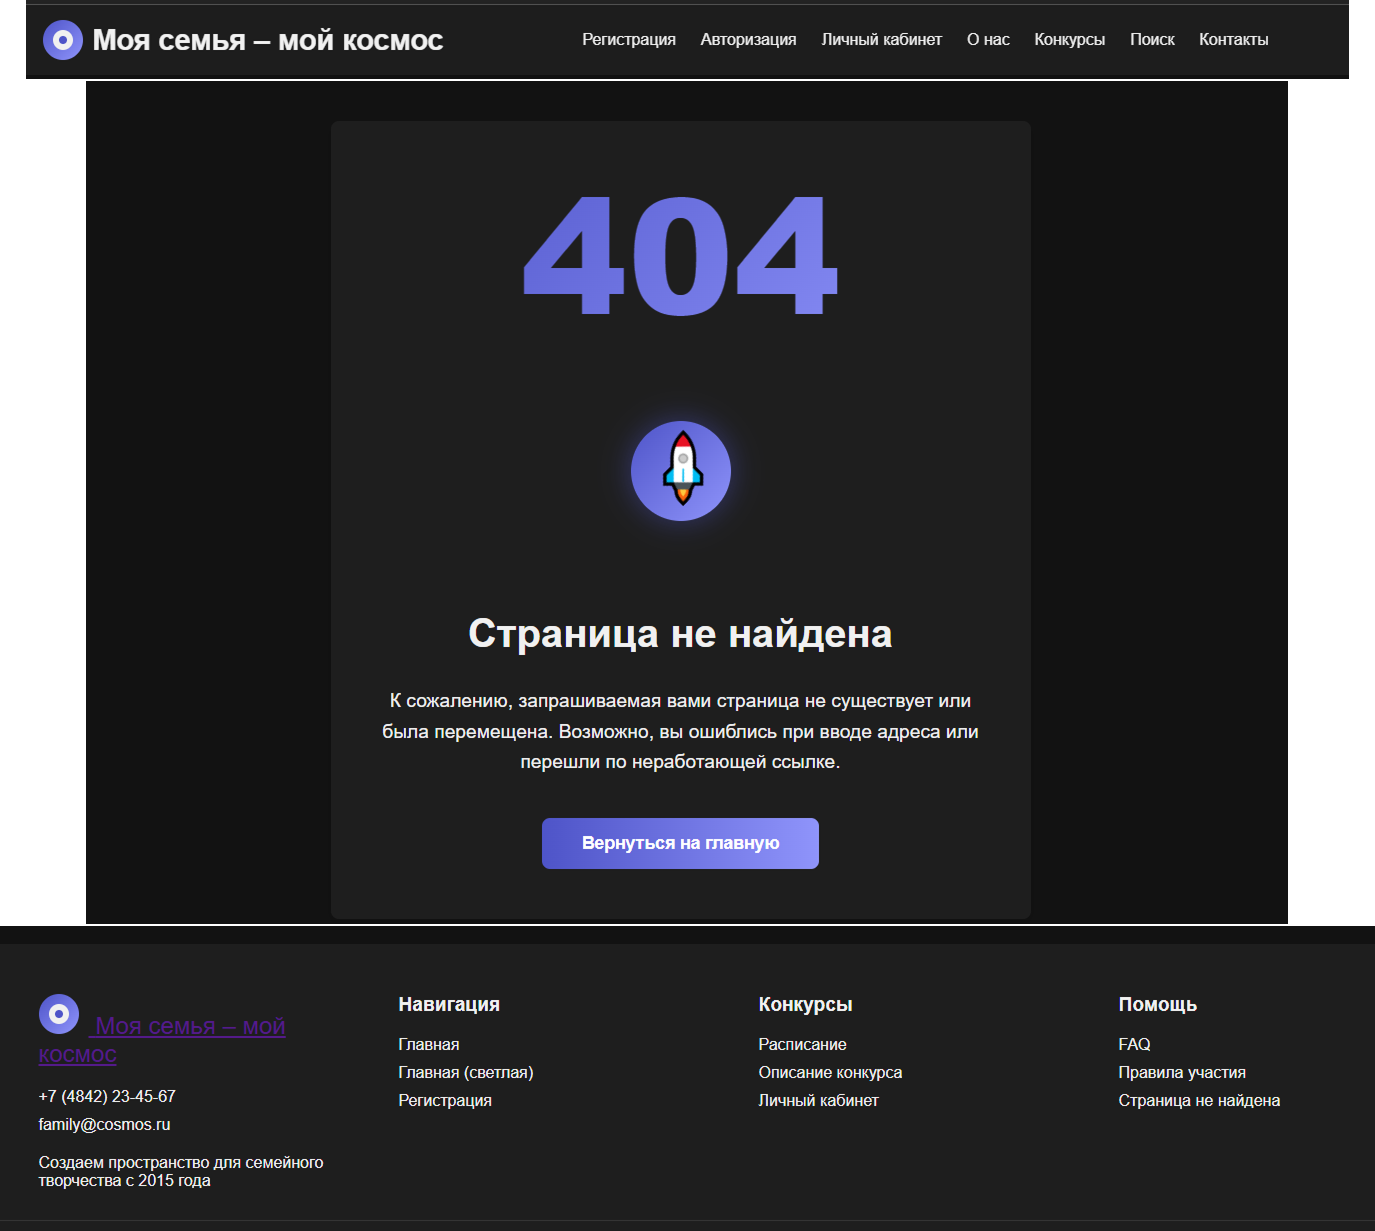 Моя семья – мой космос
Регистрация Авторизация Личный кабинет О нас Конкурсы Поиск Контакты
404
Страница не найдена
К сожалению, запрашиваемая вами страница не существует или
была перемещена. Возможно, вы ошиблись при вводе адреса или
перешли по неработающей ссылке.
Вернуться на главную
Моя семья – мой
космос
+7 (4842) 23-45-67
family@cosmos.ru
Создаем пространство для семейного
творчества с 2015 года
Навигация
Главная
Главная (светлая)
Регистрация
Конкурсы
Расписание
Описание конкурса
Личный кабинет
Помощь
FAQ
Правила участия
Страница не найдена